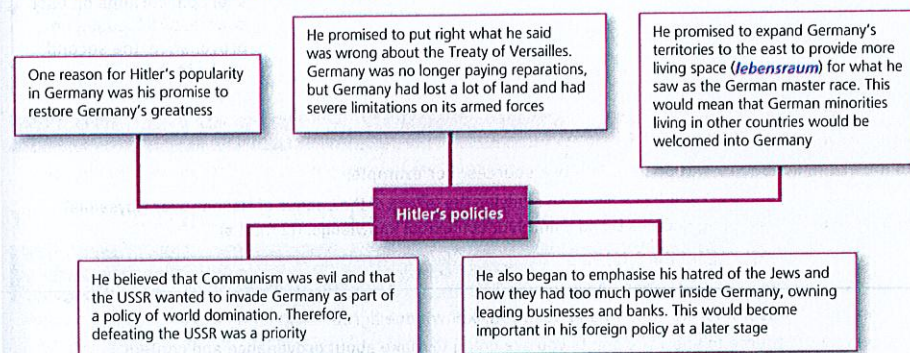 One reason for Hitler's popularity
in Germany was his promise to
restore Germany's greatness
He promised to put right what he said
was wrong about the Treaty of Versailles.
Germany was no longer paying reparations,
but Germany had lost a lot of land and had
severe limitations on its armed forces
He promised to expand Germany's
territories to the east to provide more
living space (lebensraum) for what he
saw as the German master race. This
would mean that German minorities
living in other countries would be
welcomed into Germany
Hitler's policies
He believed that Communism was evil and that
the USSR wanted to invade Germany as part of
a policy of world domination. Therefore,
defeating the USSR was a priority
He also began to emphasise his hatred of the Jews and
how they had too much power inside Germany, owning
leading businesses and banks. This would become
important in his foreign policy at a later stage